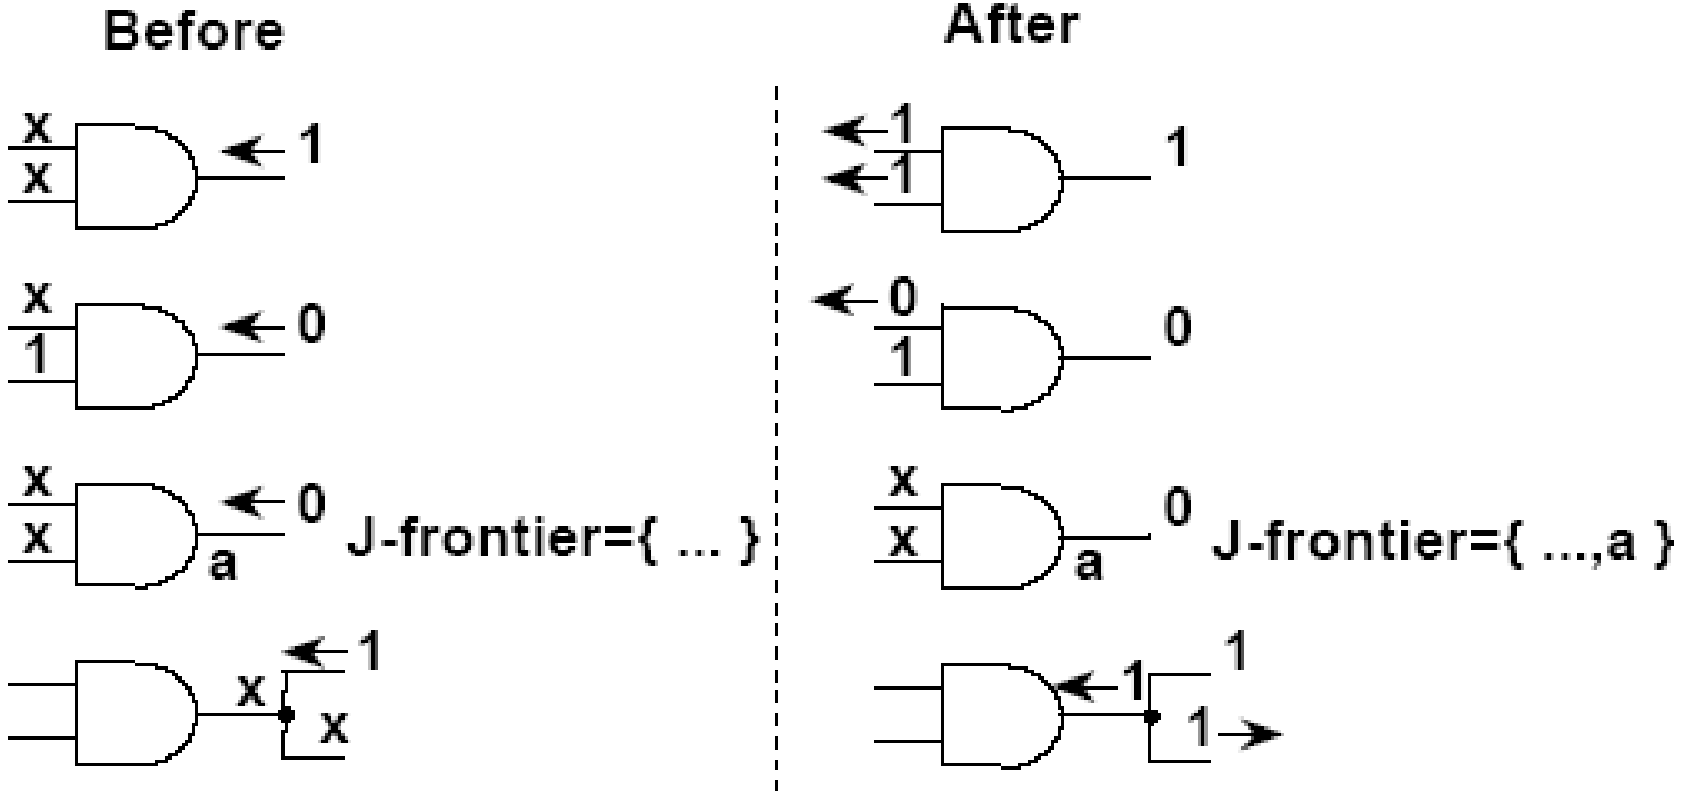 Before After
x 1 1 1
x 1
x 0 0 0
1 1
x 0 x 0
x a J-frontier={ ... } x a J-frontier={ ...,a }
1 1
x x 1 1